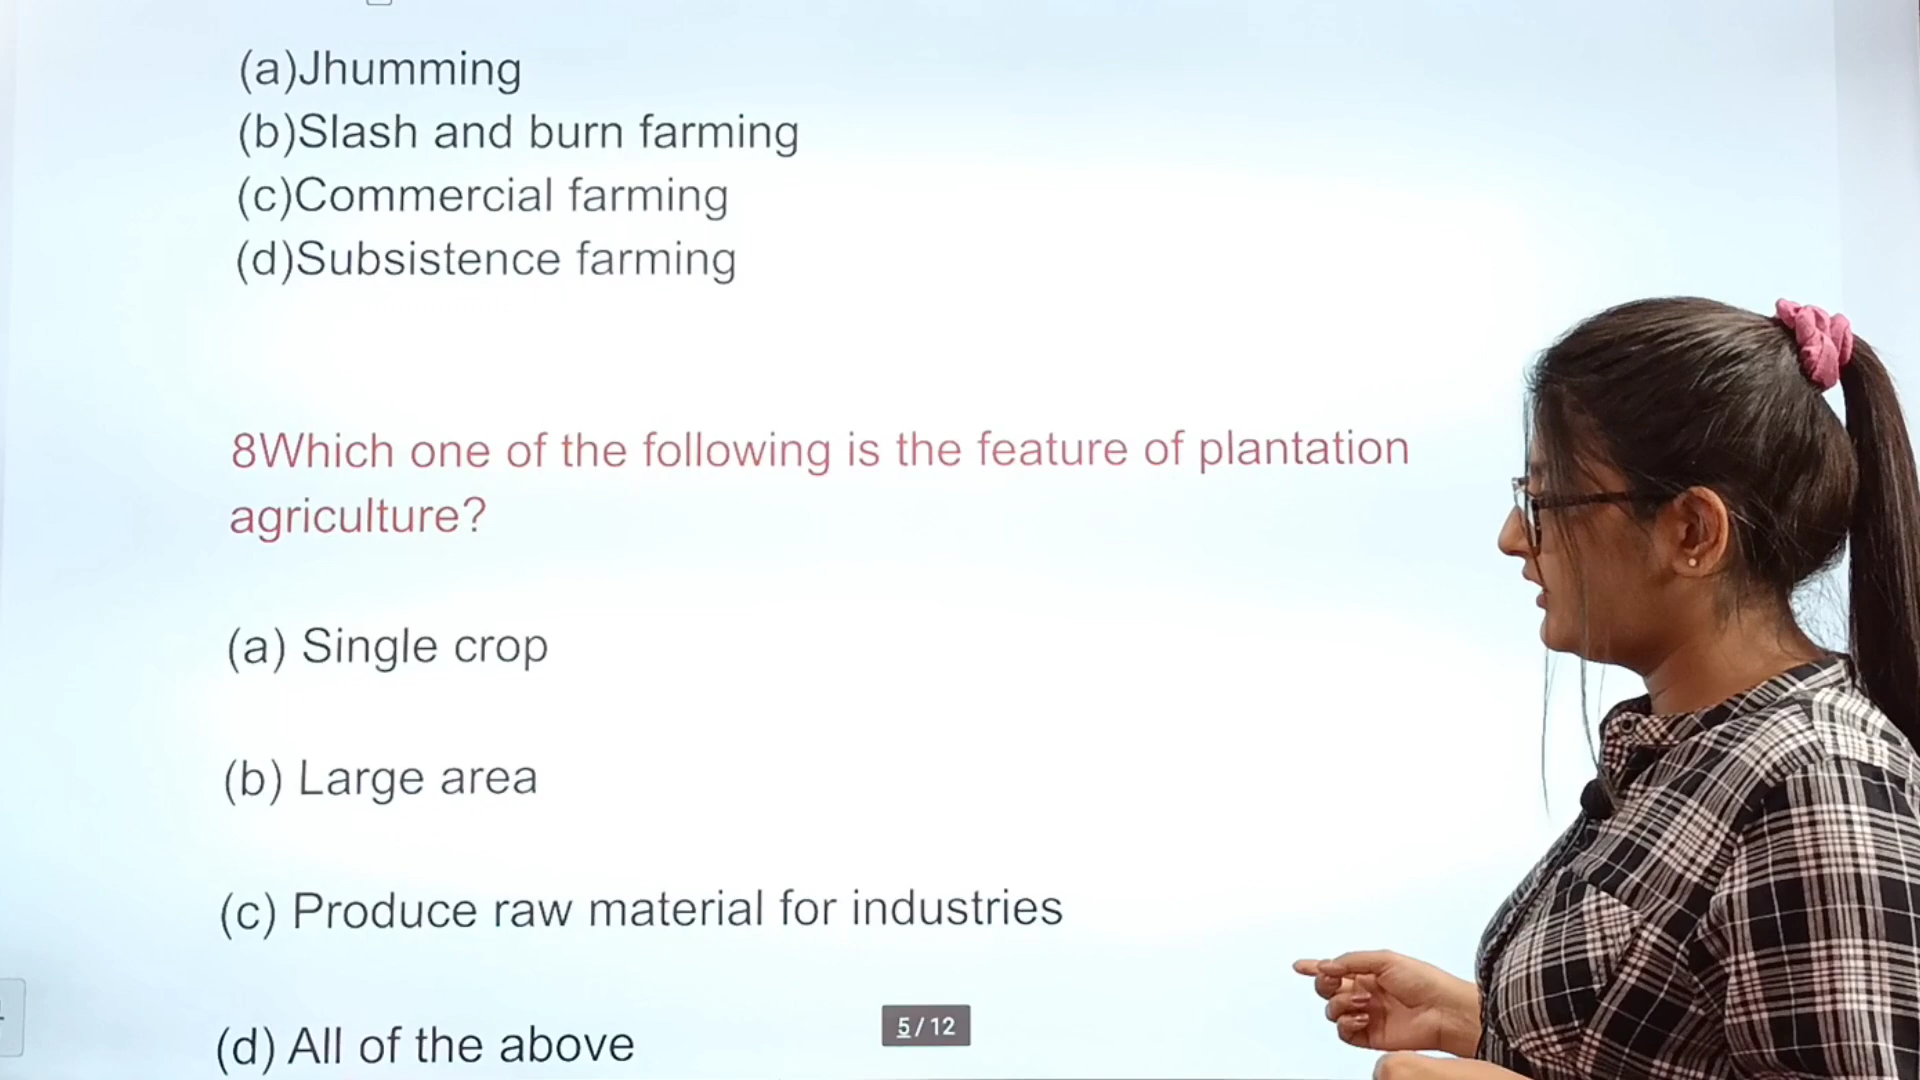 (a)Jhumming
(b)Slash and burn farming
(c)Commercial farming
(d)Subsistence farming
8Which one of the following is the feature of plantation
agriculture?
(a) Single crop
(b) Large area
(c) Produce raw material for industries
(d) All of the above
5/12